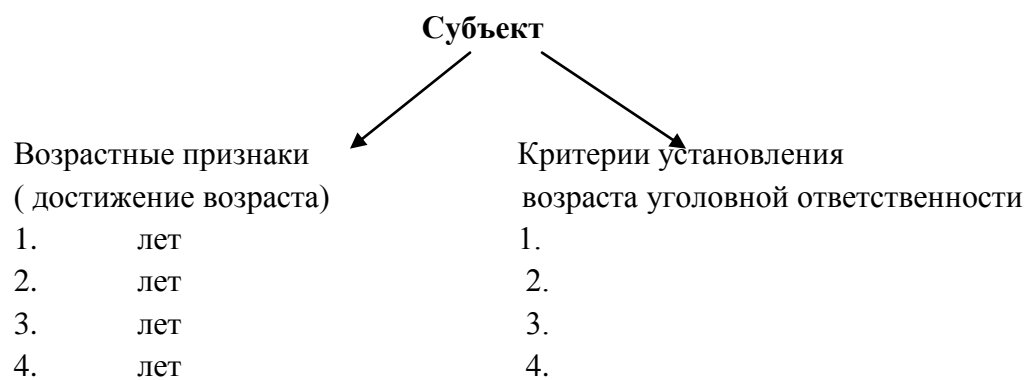 Субъект
Возрастные признаки Критерии установления
( достижение возраста) возраста уголовной ответственности
1. лет 1.
2. лет 2.
3. лет 3.
4. лет 4.